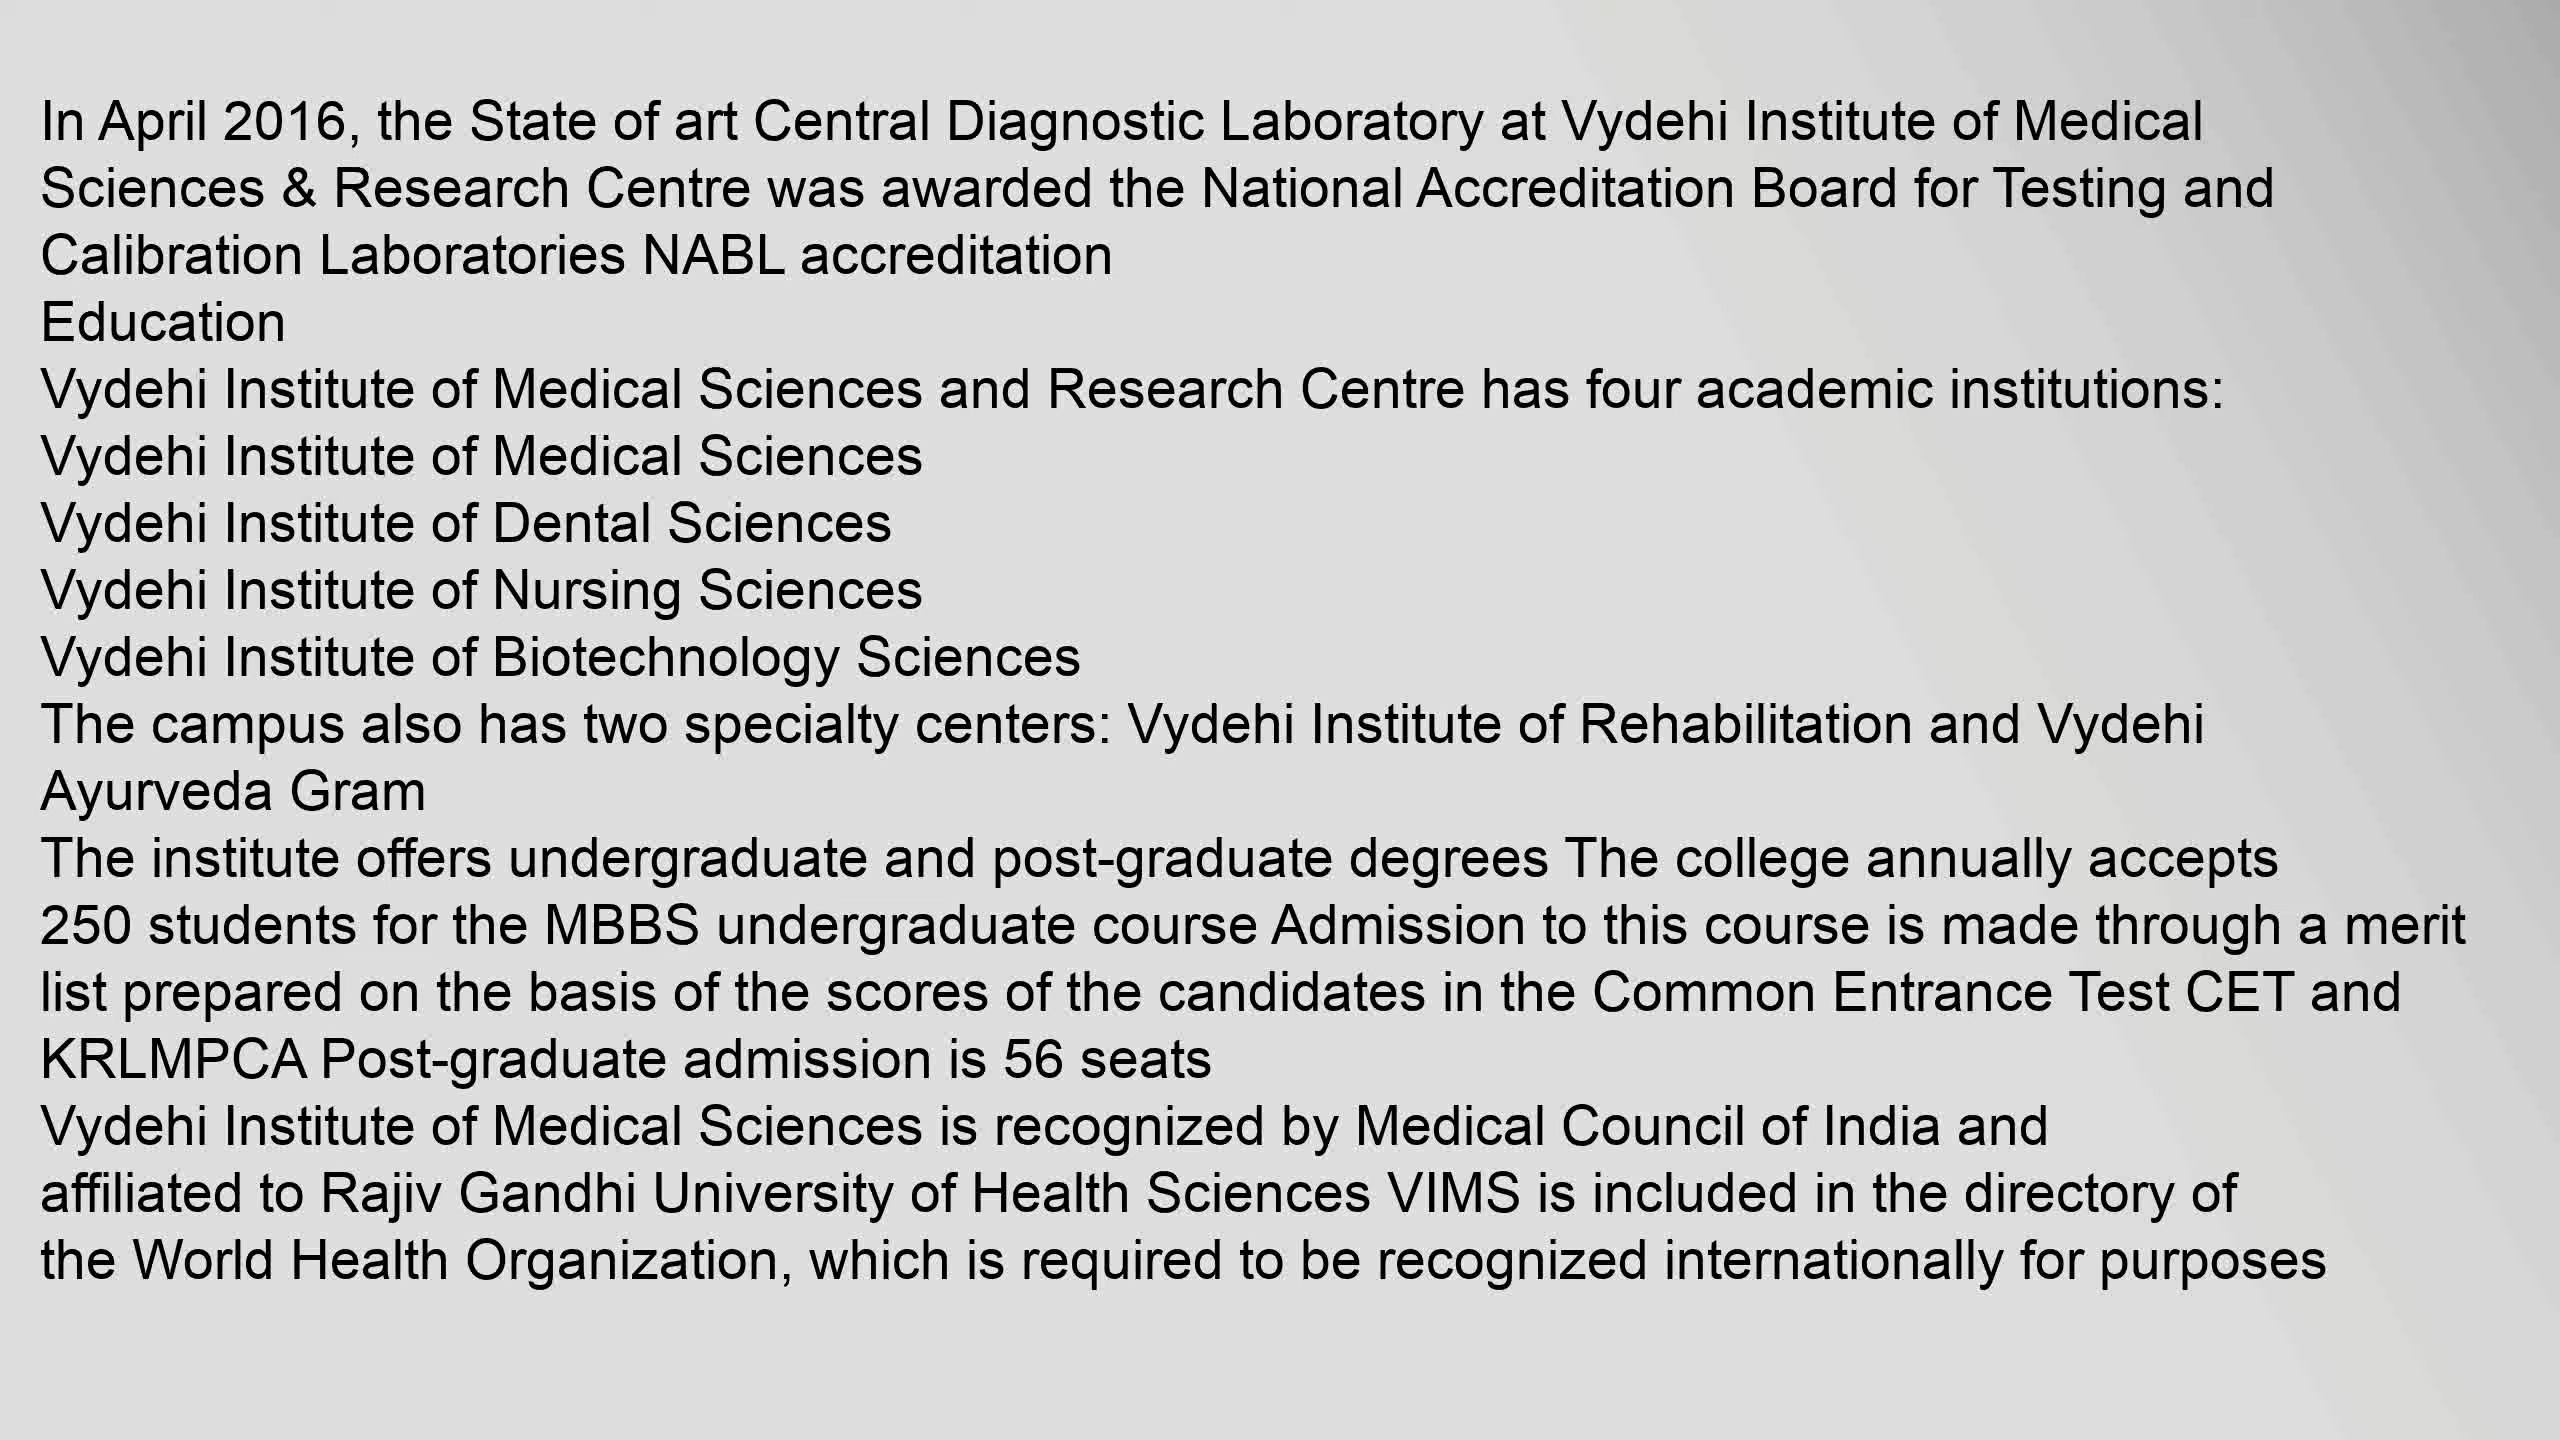 In April 2016, the State of art Central Diagnostic Laboratory at Vydehi Institute of Medical
Sciences & Research Centre was awarded the National Accreditation Board for Testing and
Calibration Laboratories NABL accreditation
Education
Vydehi Institute of Medical Sciences and Research Centre has four academic institutions:
Vydehi Institute of Medical Sciences
Vydehi Institute of Dental Sciences
Vydehi Institute of Nursing Sciences
Vydehi Institute of Biotechnology Sciences
The campus also has two specialty centers: Vydehi Institute of Rehabilitation and Vydehi
Ayurveda Gram
The institute offers undergraduate and post-graduate degrees The college annually accepts
250 students for the MBBS undergraduate course Admission to this course is made through a merit
list prepared on the basis of the scores of the candidates in the Common Entrance Test CET and
KRLMPCA Post-graduate admission is 56 seats
Vydehi Institute of Medical Sciences is recognized by Medical Council of India and
affiliated to Rajiv Gandhi University of Health Sciences VIMS is included in the directory of
the World Health Organization, which is required to be recognized internationally for purposes